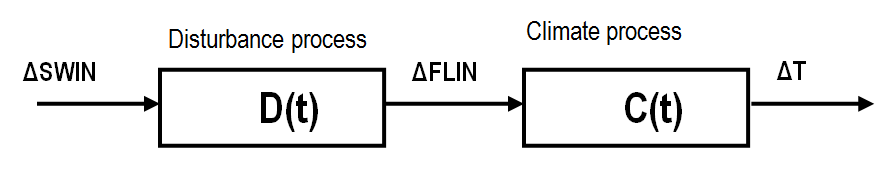 Disturbance process
Climate process
ΔSWIN
D(t)
ΔFLIN
C(t)
ΔT